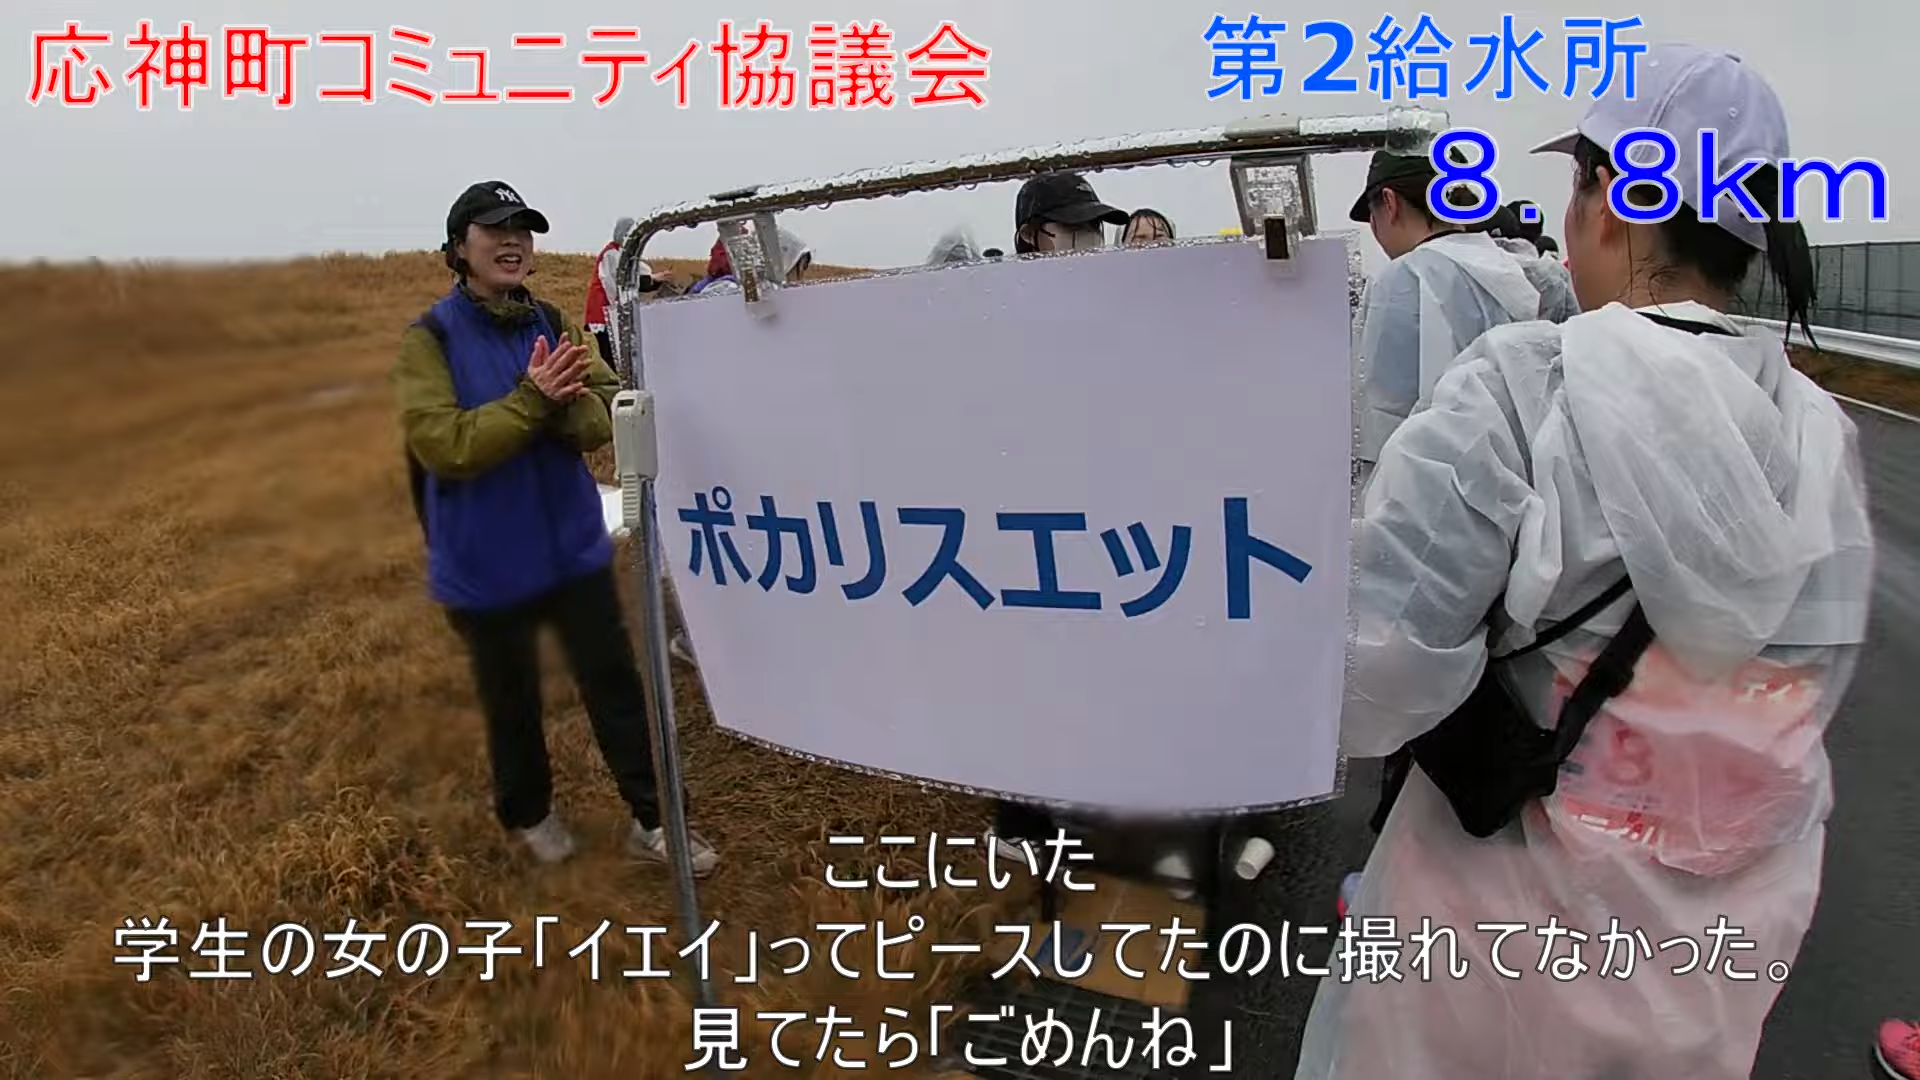 応神町コミュニティ協議会
第2給水所
8.8km
NY
ポカリスエット
8
ここにいた
学生の女の子「イエイ」ってピースしてたのに撮れてなかった。
見てたら「ごめんね」